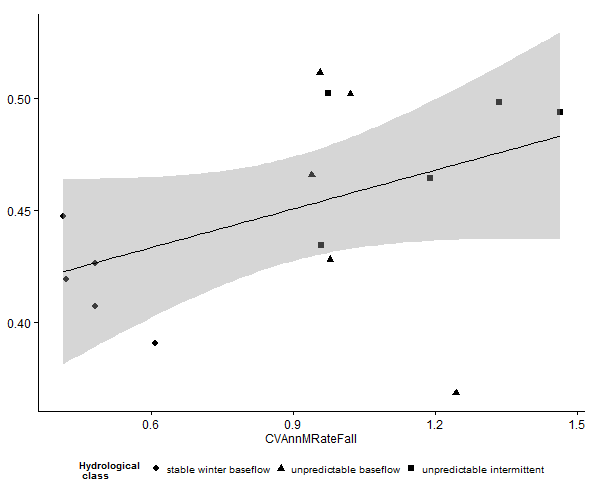 0.50
0.45
0.40
0.6 0.9 1.2 1.5
CVAnnMRateFall
Hydrological class stable winter baseflow unpredictable baseflow unpredictable intermittent